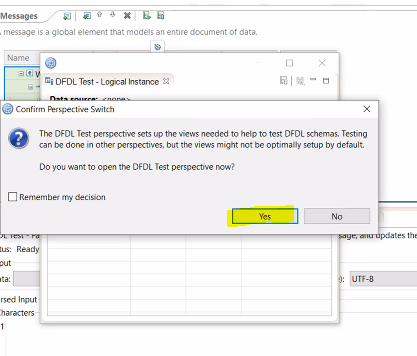 Messages
A message is a global element that models an entire document of data.
Name
DFDL Test - Logical Instance
Data source: <none>
Confirm Perspective Switch
The DFDL Test perspective sets up the views needed to help to test DFDL schemas. Testing
can be done in other perspectives, but the views might not be optimally setup by default.
Do you want to open the DFDL Test perspective now?
Remember my decision
Yes
No
DL Test - Pa
sage, and updates the
tus: Ready
put
ata:
): UTF-8
rsed Input
Characters
1